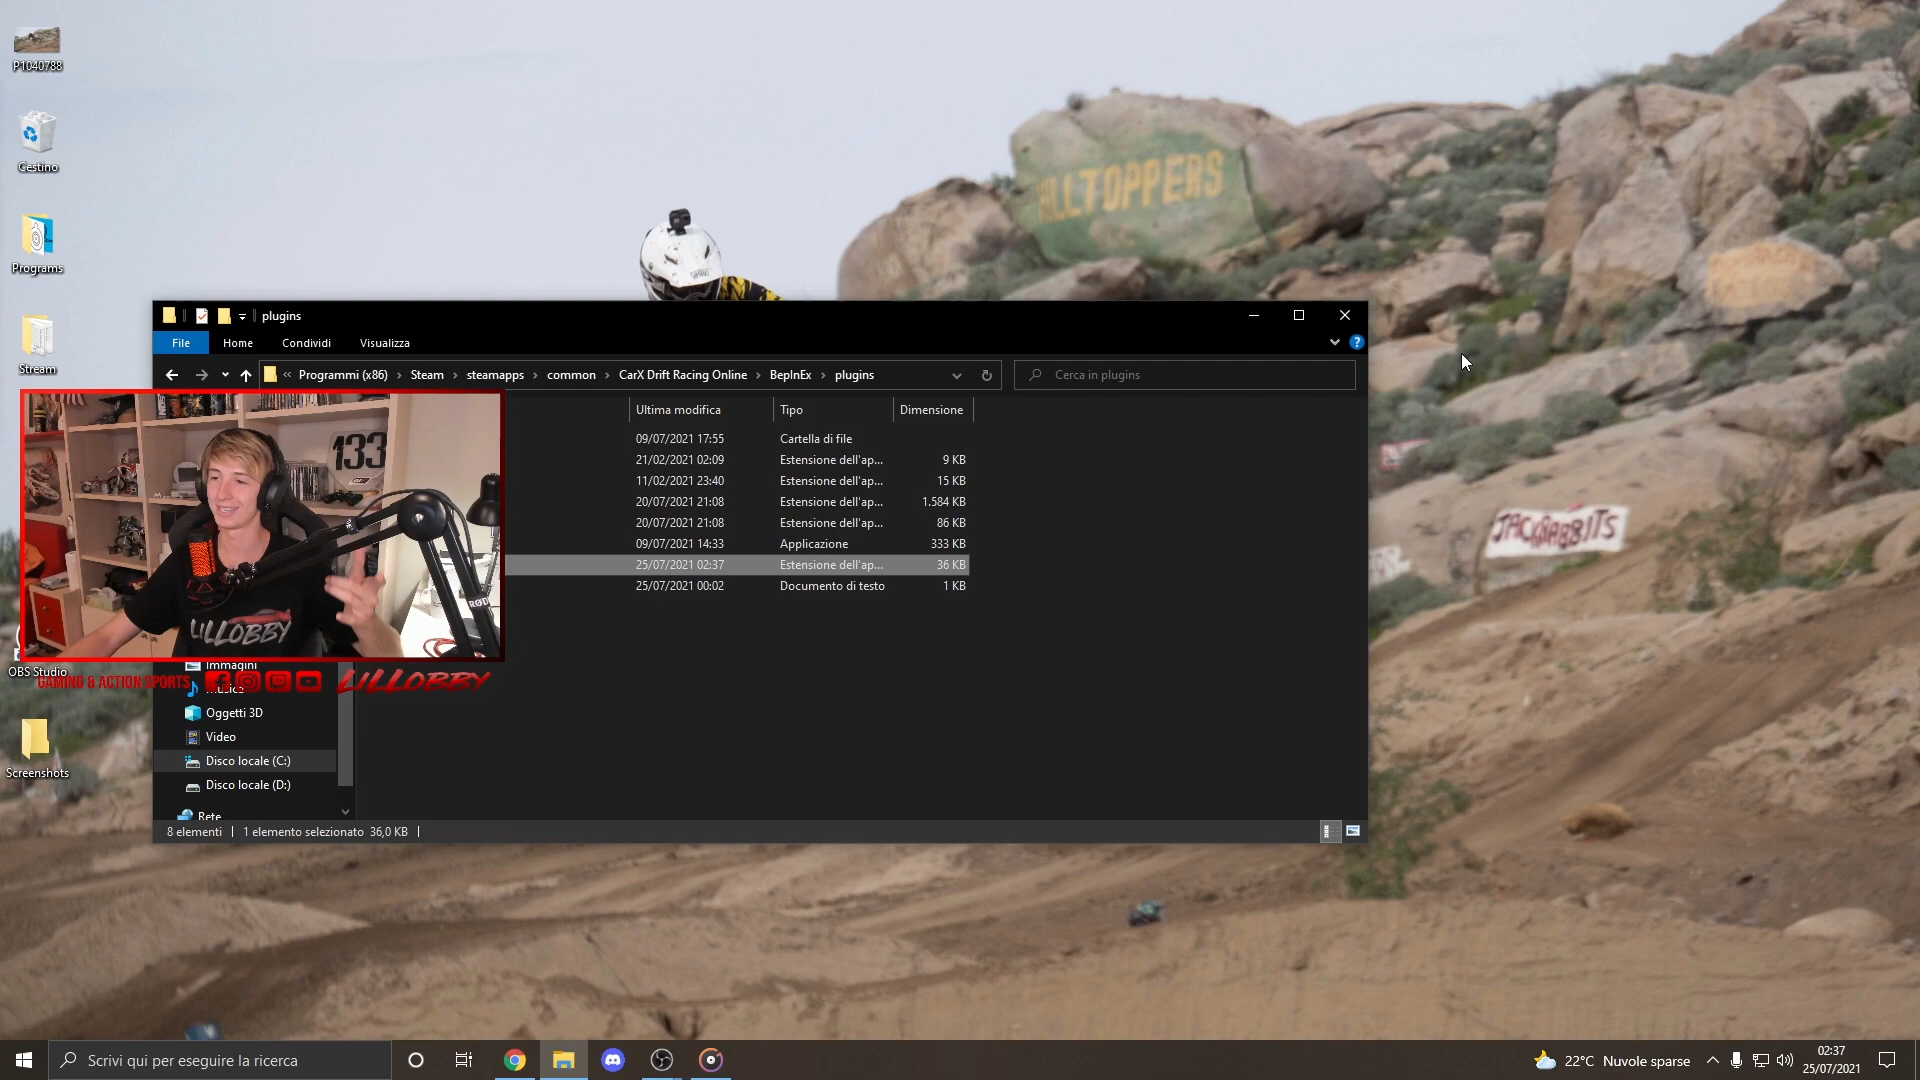 P1040788
Cestino
Programs
Stream
OBS Studio
Screenshots
HILLTOPPERS
JACKRABBITS
plugins
File
Home
Condividi
Visualizza
?
«
Programmi (x86)
Steam
steamapps
common
CarX Drift Racing Online
BepInEx
plugins
Cerca in plugins
Ultima modifica
Tipo
Dimensione
09/07/2021 17:55 Cartella di file
21/02/2021 02:09 Estensione dell'ap... 9 KB
11/02/2021 23:40 Estensione dell'ap... 15 KB
20/07/2021 21:08 Estensione dell'ap... 1.584 KB
20/07/2021 21:08 Estensione dell'ap... 86 KB
09/07/2021 14:33 Applicazione 333 KB
25/07/2021 02:37 Estensione dell'ap... 36 KB
25/07/2021 00:02 Documento di testo 1 KB
133
RØDE
LILLOBBY
GAMING & ACTION SPORTS
LILLOBBY
Immagini
Musica
Oggetti 3D
Video
Disco locale (C:)
Disco locale (D:)
Rete
8 elementi
1 elemento selezionato 36,0 KB
Scrivi qui per eseguire la ricerca
22°C Nuvole sparse
02:37
25/07/2021